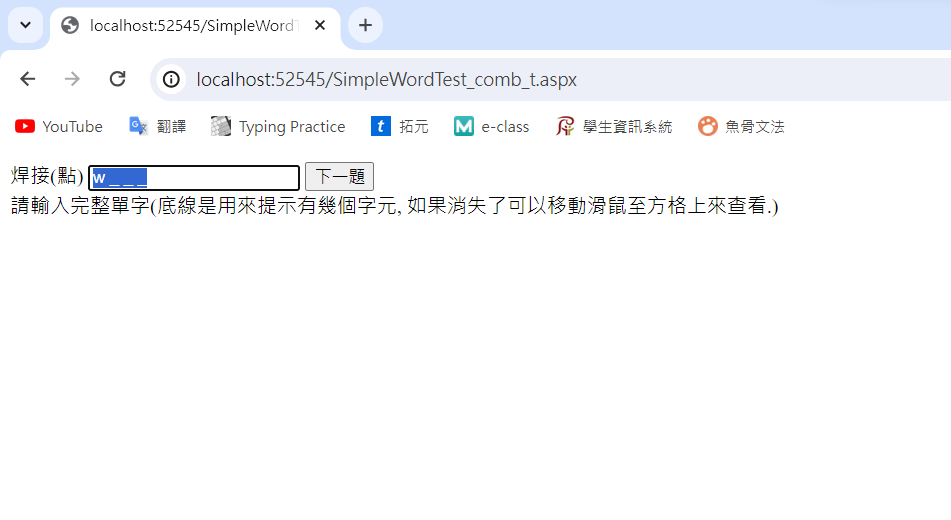 localhost:52545/SimpleWordT
localhost:52545/SimpleWordTest_comb_t.aspx
YouTube 翻譯 Typing Practice 拓元 e-class 學生資訊系統 魚骨文法
焊接(點) w _ _ _ 下一題
請輸入完整單字(底線是用來提示有幾個字元, 如果消失了可以移動滑鼠至方格上來查看.)